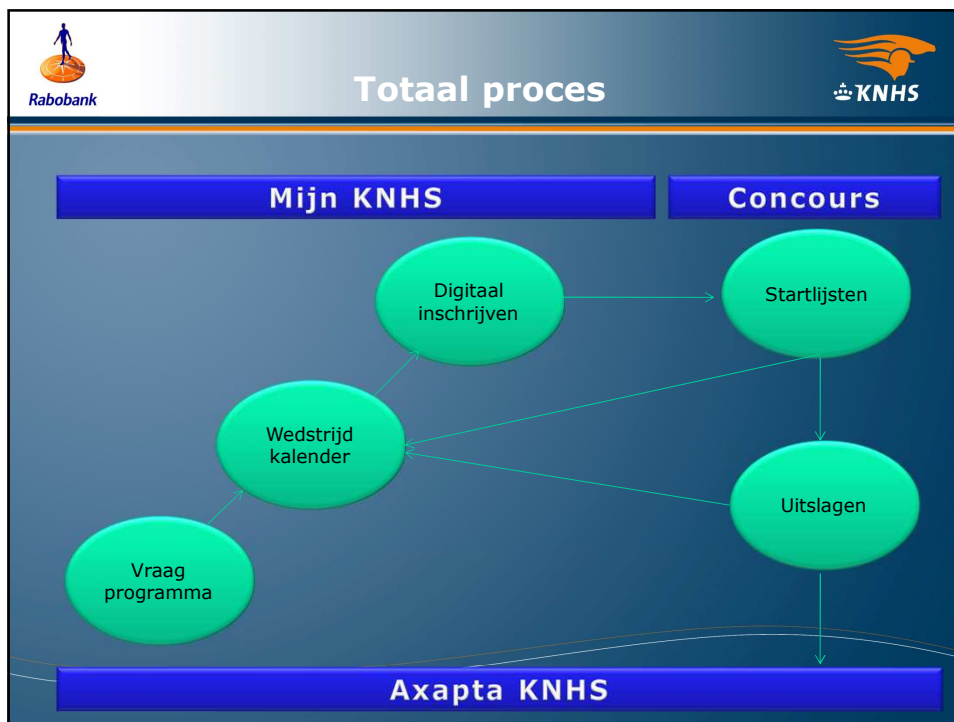 Rabobank
Totaal proces
KNHS
Mijn KNHS
Concours
Digitaal
inschrijven
Startlijsten
Wedstrijd
kalender
Uitslagen
Vraag
programma
Axapta KNHS